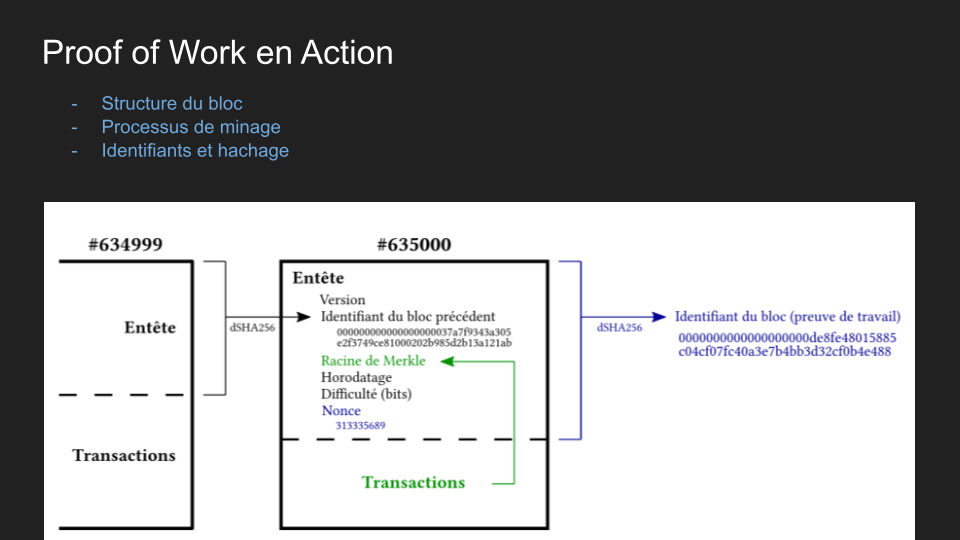 Proof of Work en Action
- Structure du bloc
- Processus de minage
- Identifiants et hachage
#634999
Entête
Transactions
dSHA256
#635000
Entête
Version
Identifiant du bloc précédent
000000000000000000037a7f9343a305
e2f3749ce81000202b985d2b13a121ab
Racine de Merkle
Horodatage
Difficulté (bits)
Nonce
313335689
Transactions
dSHA256
Identifiant du bloc (preuve de travail)
0000000000000000000de8fe48015885
c04cf07fc40a3e7b4bb3d32cf0b4e488